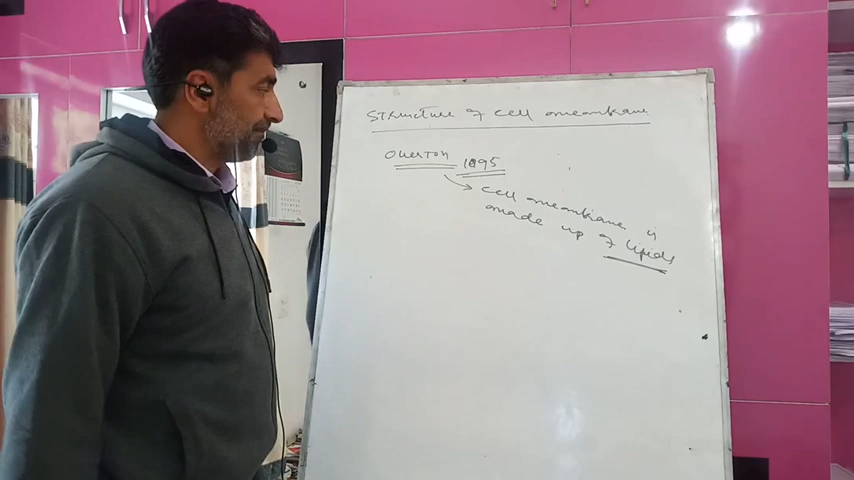 Structure of cell membrane
Overton 1895
cell membrane is
made up of lipids